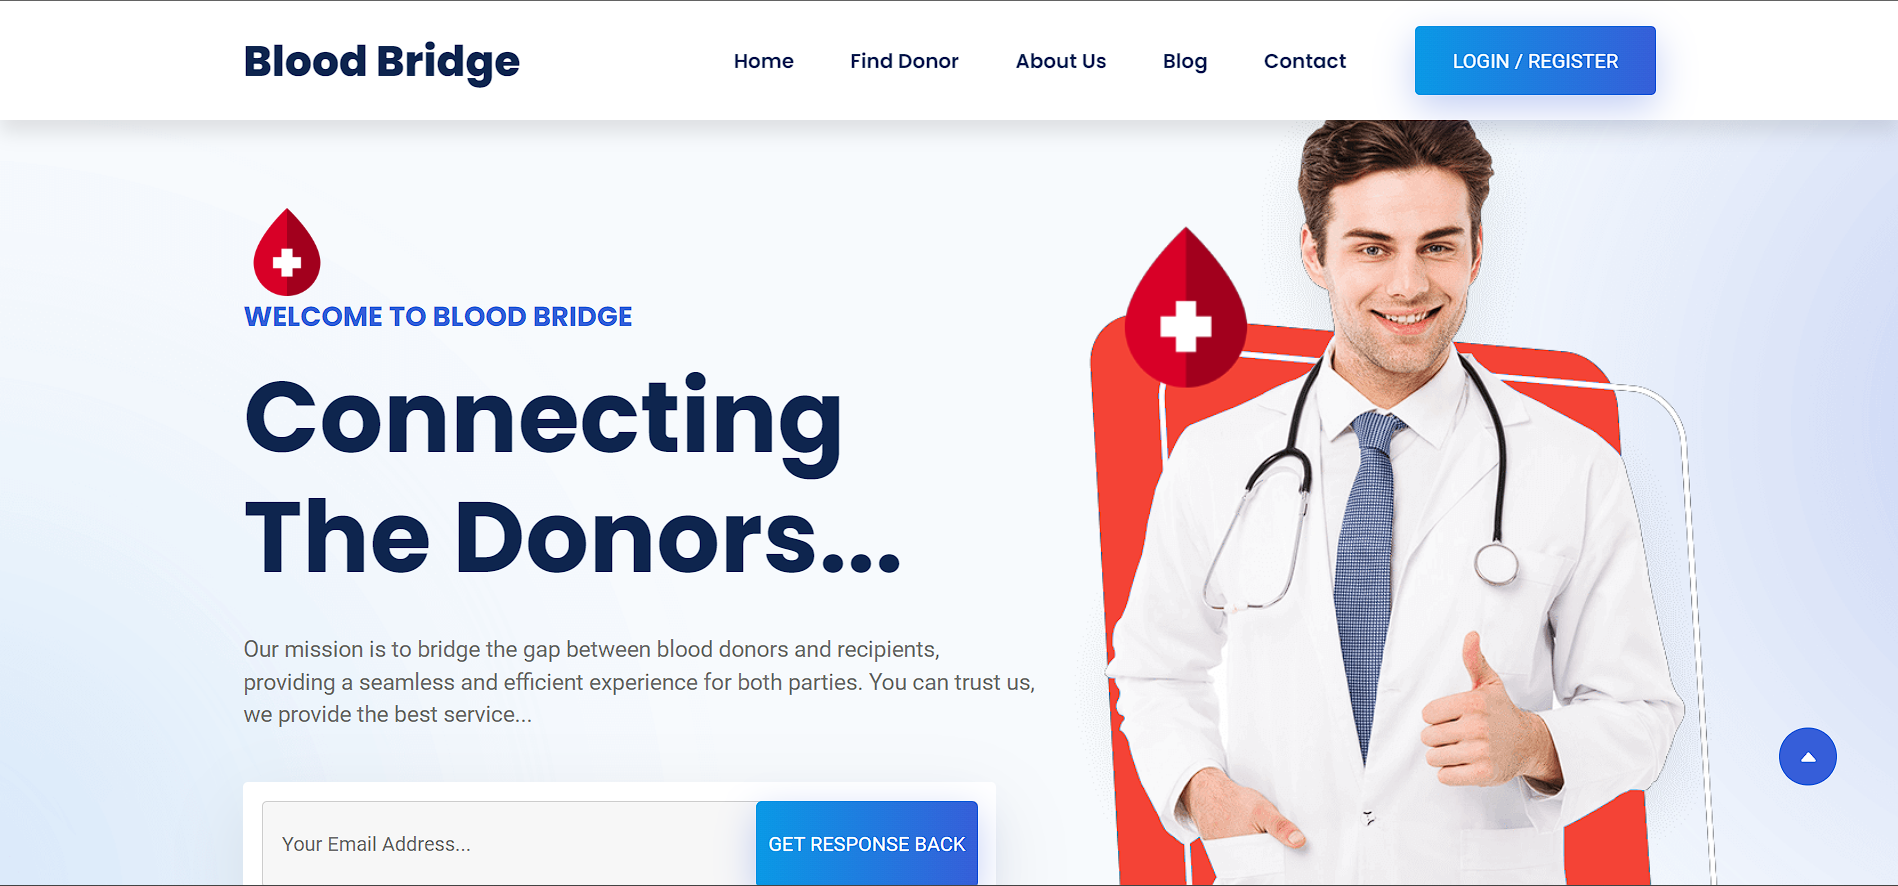 Blood Bridge
Home Find Donor About Us Blog Contact LOGIN / REGISTER
WELCOME TO BLOOD BRIDGE
Connecting
The Donors...
Our mission is to bridge the gap between blood donors and recipients,
providing a seamless and efficient experience for both parties. You can trust us,
we provide the best service...
Your Email Address... GET RESPONSE BACK